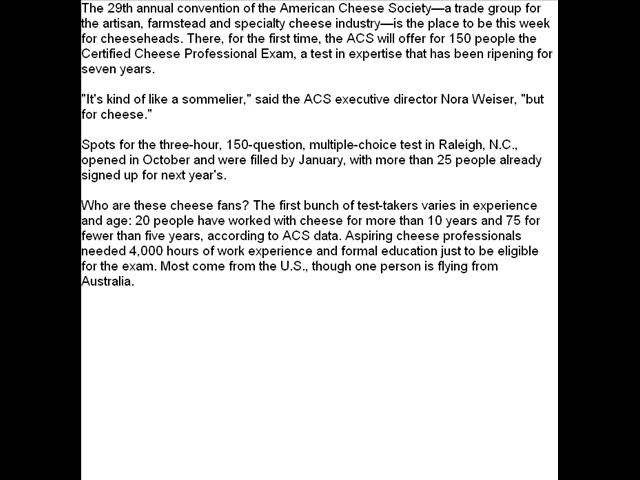 The 29th annual convention of the American Cheese Society—a trade group for
the artisan, farmstead and specialty cheese industry—is the place to be this week
for cheeseheads. There, for the first time, the ACS will offer for 150 people the
Certified Cheese Professional Exam, a test in expertise that has been ripening for
seven years.
"It's kind of like a sommelier," said the ACS executive director Nora Weiser, "but
for cheese."
Spots for the three-hour, 150-question, multiple-choice test in Raleigh, N.C.,
opened in October and were filled by January, with more than 25 people already
signed up for next year's.
Who are these cheese fans? The first bunch of test-takers varies in experience
and age: 20 people have worked with cheese for more than 10 years and 75 for
fewer than five years, according to ACS data. Aspiring cheese professionals
needed 4,000 hours of work experience and formal education just to be eligible
for the exam. Most come from the U.S., though one person is flying from
Australia.